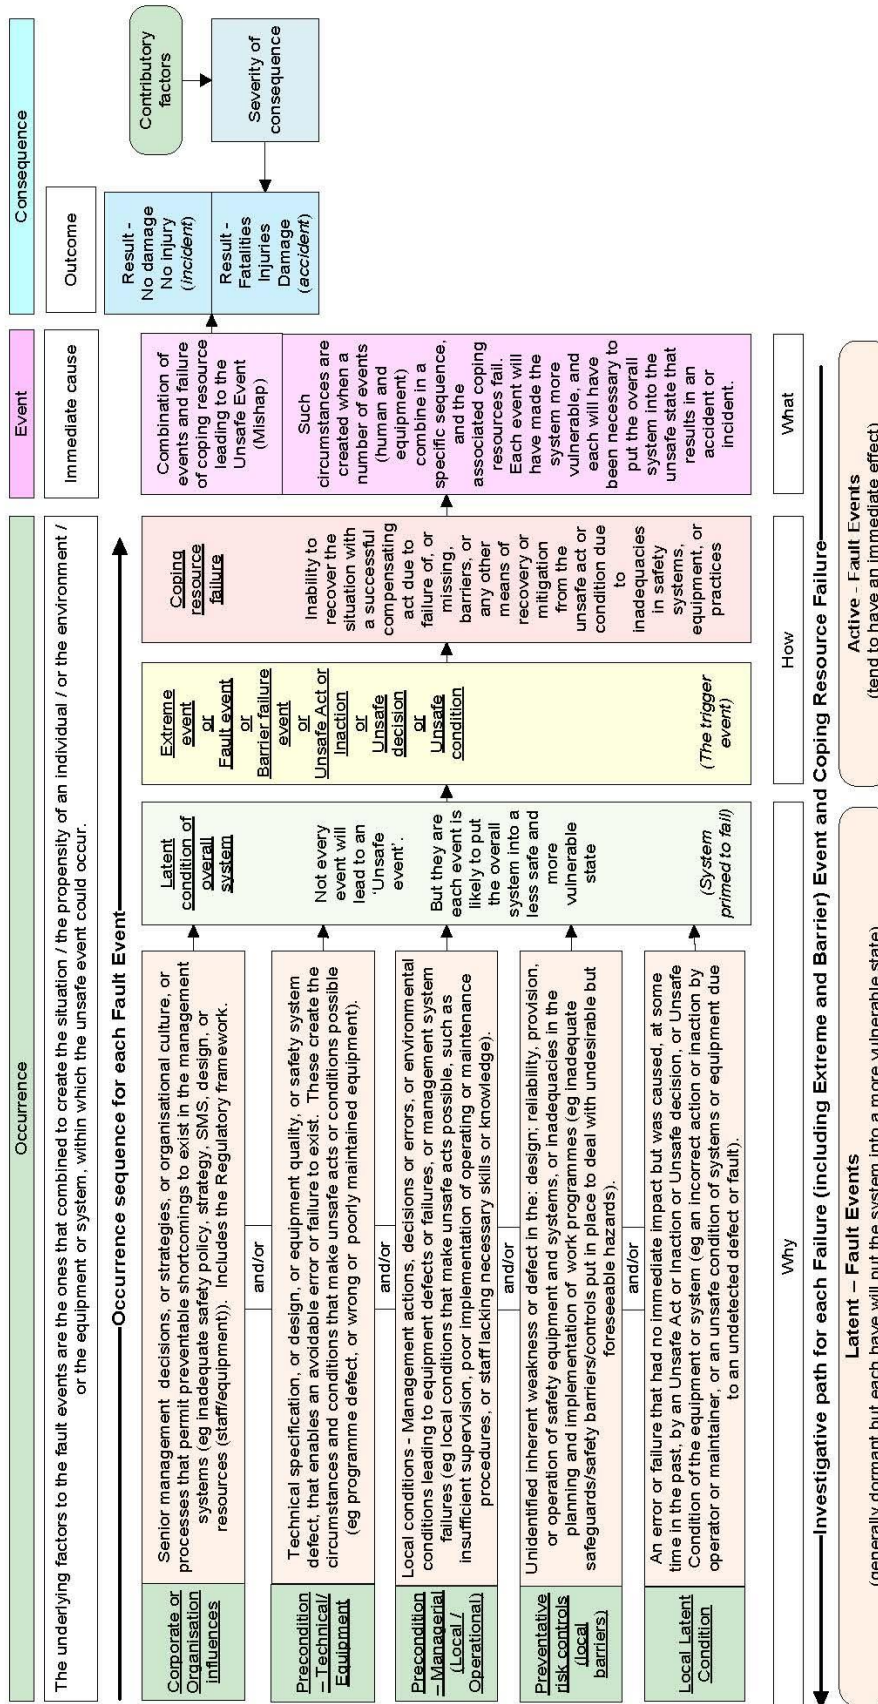 Occurrence
Event
Consequence
The underlying factors to the fault events are the ones that combined to create the situation / the propensity of an individual / or the environment /
or the equipment or system, within which the unsafe event could occur.
Immediate cause
Outcome
Occurrence sequence for each Fault Event
Corporate or
Organisation
influences
Senior management decisions, or strategies, or organisational culture, or
processes that permit preventable shortcomings to exist in the management
systems (eg inadequate safety policy, strategy, SMS, design, or
resources (staff/equipment)). Includes the Regulatory framework.
and/or
Precondition
– Technical/
Equipment
Technical specification, or design, or equipment quality, or safety system
defect, that enables an avoidable error or failure to exist. These create the
circumstances and conditions that make unsafe acts or conditions possible
(eg programme defect, or wrong or poorly maintained equipment).
and/or
Precondition
– Managerial
(Local /
Operational)
Local conditions - Management actions, decisions or errors, or environmental
conditions leading to equipment defects or failures, or management system
failures (eg local conditions that make unsafe acts possible, such as
insufficient supervision, poor implementation of operating or maintenance
procedures, or staff lacking necessary skills or knowledge).
and/or
Preventative
risk controls
(local
barriers)
Unidentified inherent weakness or defect in the: design; reliability, provision,
or operation of safety equipment and systems, or inadequacies in the
planning and implementation of work programmes (eg inadequate
safeguards/safety barriers/controls put in place to deal with undesirable but
foreseeable hazards).
and/or
Local Latent
Condition
An error or failure that had no immediate impact but was caused, at some
time in the past, by an Unsafe Act or Inaction or Unsafe decision, or Unsafe
Condition of the equipment or system (eg an incorrect action or inaction by
operator or maintainer, or an unsafe condition of systems or equipment due
to an undetected defect or fault).
Latent
condition of
overall
system
Not every
event will
lead to an
'Unsafe
event'.
But they are
each event is
likely to put
the overall
system into a
less safe and
more
vulnerable
state
(System
primed to fail)
Extreme
event
or
Fault event
or
Barrier failure
event
or
Unsafe Act or
Inaction
or
Unsafe
decision
or
Unsafe
condition
(The trigger
event)
Coping
resource
failure
Inability to
recover the
situation with
a successful
compensating
act due to
failure of, or
missing,
barriers, or
any other
means of
recovery or
mitigation
from the
unsafe act or
condition due
to
inadequacies
in safety
systems,
equipment, or
practices
Combination of
events and failure
of coping resource
leading to the
Unsafe Event
(Mishap)
Such
circumstances are
created when a
number of events
(human and
equipment)
combine in a
specific sequence,
and the
associated coping
resources fail.
Each event will
have made the
system more
vulnerable, and
each will have
been necessary to
put the overall
system into the
unsafe state that
results in an
accident or
incident.
Result -
No damage
No injury
(incident)
Result -
Fatalities
Injuries
Damage
(accident)
Contributory
factors
Severity of
consequence
Why
How
What
Investigative path for each Failure (including Extreme and Barrier) Event and Coping Resource Failure
Latent – Fault Events
(generally dormant but each have will put the system into a more vulnerable state)
Active - Fault Events
(tend to have an immediate effect)